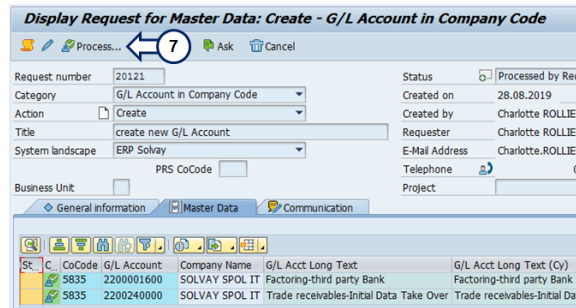 Display Request for Master Data: Create - G/L Account in Company Code
Process... 7 Ask Cancel
Request number 20121 Status Processed by Rec
Category G/L Account in Company Code Created on 28.08.2019
Action Create Created by Charlotte ROLLIE
Title create new G/L Account Requester Charlotte ROLLIE
System landscape ERP Solvay E-Mail Address Charlotte.ROLLIE
PRS CoCode Telephone 0
Business Unit Project
General information Master Data Communication
St.. C.. CoCode G/L Account Company Name G/L Acct Long Text G/L Acct Long Text (Cy)
5835 2200001600 SOLVAY SPOL IT Factoring-third party Bank Factoring-third party Bank
5835 2200240000 SOLVAY SPOL IT Trade receivables-Initial Data Take Over Trade receivables-Initial Da